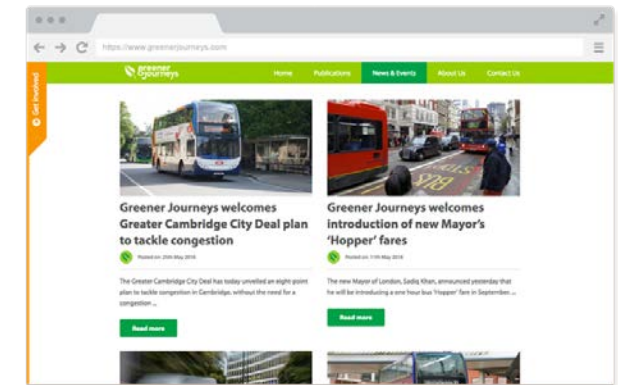 https://www.greenerjourneys.com
Get involved
greener journeys
Home Publications News & Events About Us Contact Us
Greener Journeys welcomes
Greater Cambridge City Deal plan
to tackle congestion
Posted on: 25th May 2016
The Greater Cambridge City Deal has today unveiled an eight-point
plan to tackle congestion in Cambridge, without the need for a
congestion ...
Read more
Greener Journeys welcomes
introduction of new Mayor's
'Hopper' fares
Posted on: 11th May 2016
The new Mayor of London, Sadiq Khan, announced yesterday that
he will be introducing a one hour bus 'Hopper' fare in September. ...
Read more
BUS
STOP